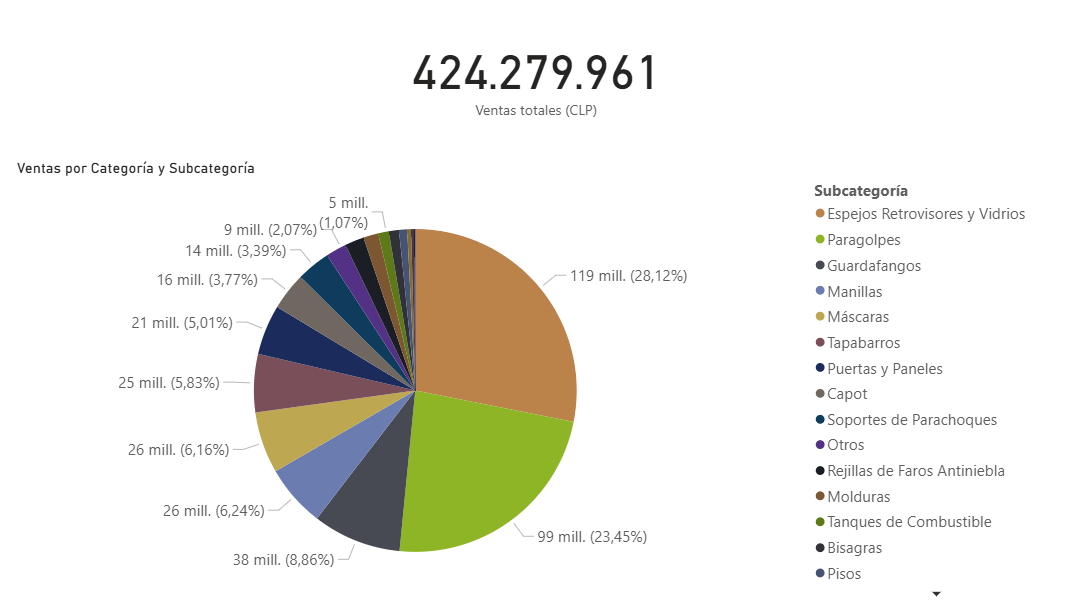 424.279.961
Ventas totales (CLP)
Ventas por Categoría y Subcategoría
5 mill.
(1,07%)
9 mill. (2,07%)
14 mill. (3,39%)
16 mill. (3,77%)
21 mill. (5,01%)
25 mill. (5,83%)
26 mill. (6,16%)
26 mill. (6,24%)
38 mill. (8,86%)
99 mill. (23,45%)
119 mill. (28,12%)
Subcategoría
Espejos Retrovisores y Vidrios
Paragolpes
Guardafangos
Manillas
Máscaras
Tapabarros
Puertas y Paneles
Capot
Soportes de Parachoques
Otros
Rejillas de Faros Antiniebla
Molduras
Tanques de Combustible
Bisagras
Pisos